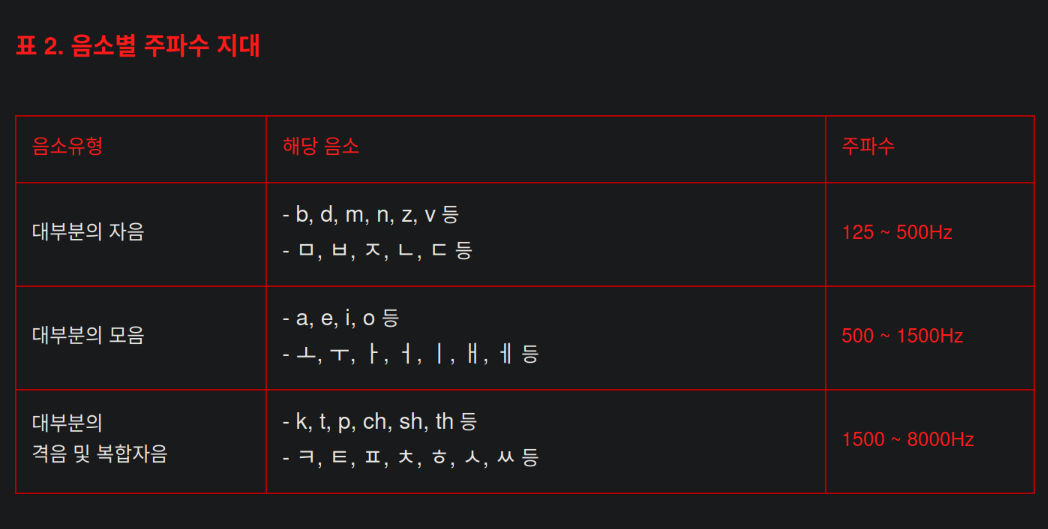 표 2. 음소별 주파수 지대
음소유형
해당 음소
주파수
대부분의 자음
- b, d, m, n, z, v 등
- ㅁ, ㅂ, ㅈ, ㄴ, ㄷ 등
125 ~ 500Hz
대부분의 모음
- a, e, i, o 등
- ㅗ, ㅜ, ㅏ, ㅓ, ㅣ, ㅐ, ㅔ 등
500 ~ 1500Hz
대부분의
격음 및 복합자음
- k, t, p, ch, sh, th 등
- ㅋ, ㅌ, ㅍ, ㅊ, ㅎ, ㅅ, ㅆ 등
1500 ~ 8000Hz